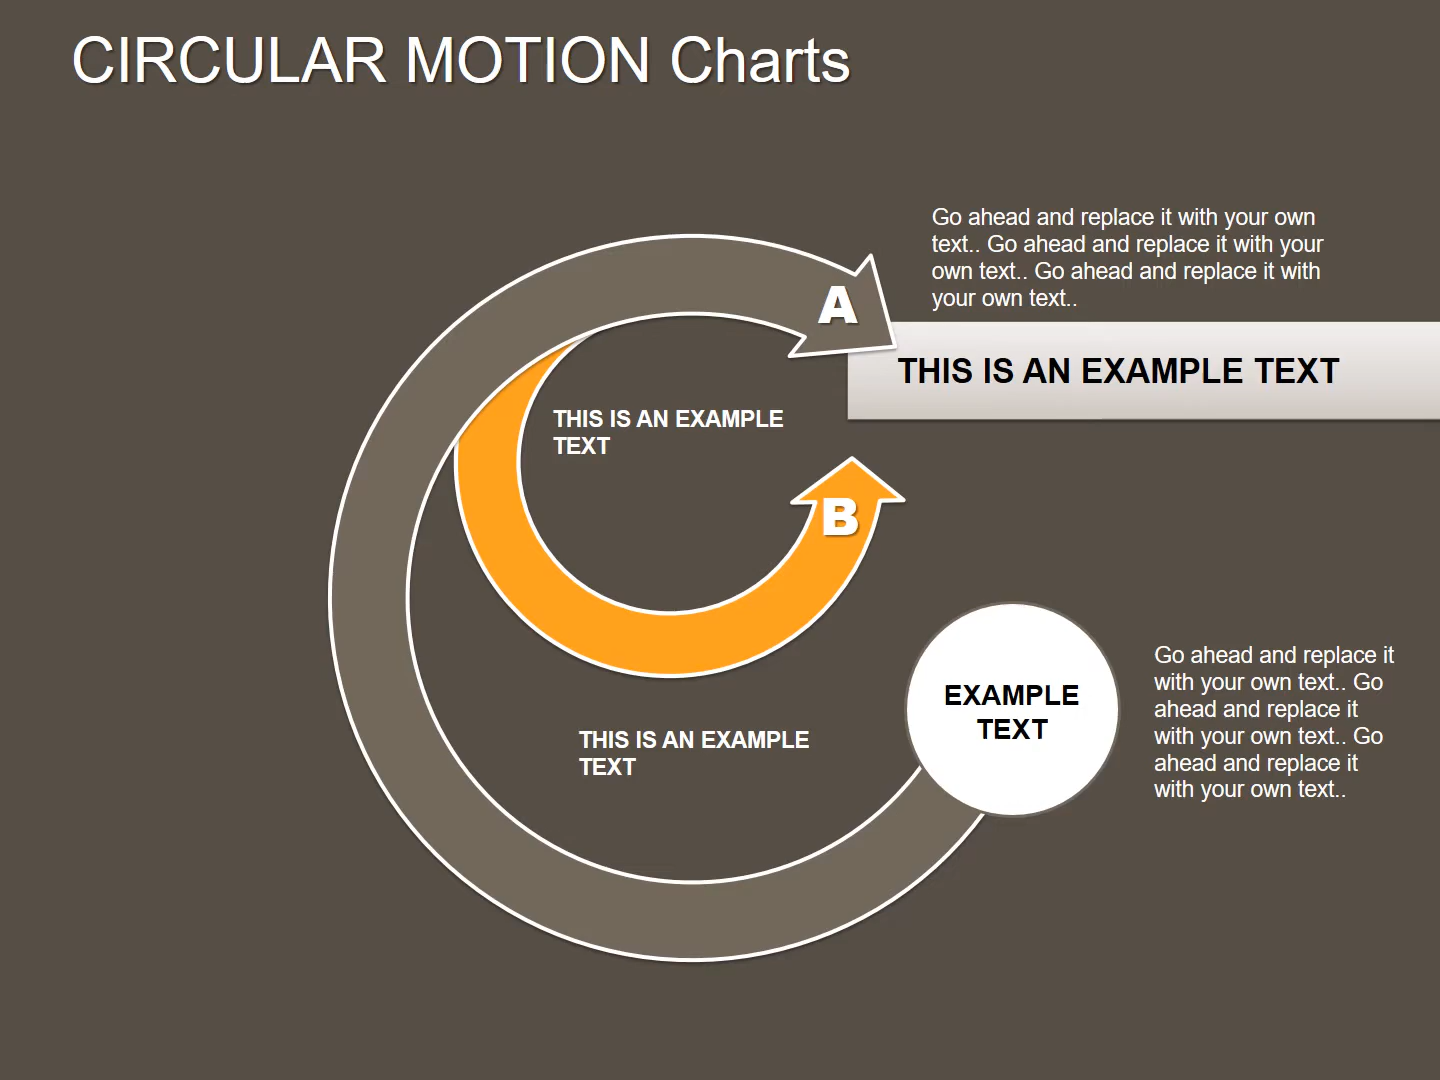 CIRCULAR MOTION Charts
Go ahead and replace it with your own
text.. Go ahead and replace it with your
own text.. Go ahead and replace it with
your own text..
A
THIS IS AN EXAMPLE TEXT
THIS IS AN EXAMPLE
TEXT
B
EXAMPLE
TEXT
Go ahead and replace it
with your own text.. Go
ahead and replace it
with your own text.. Go
ahead and replace it
with your own text..
THIS IS AN EXAMPLE
TEXT